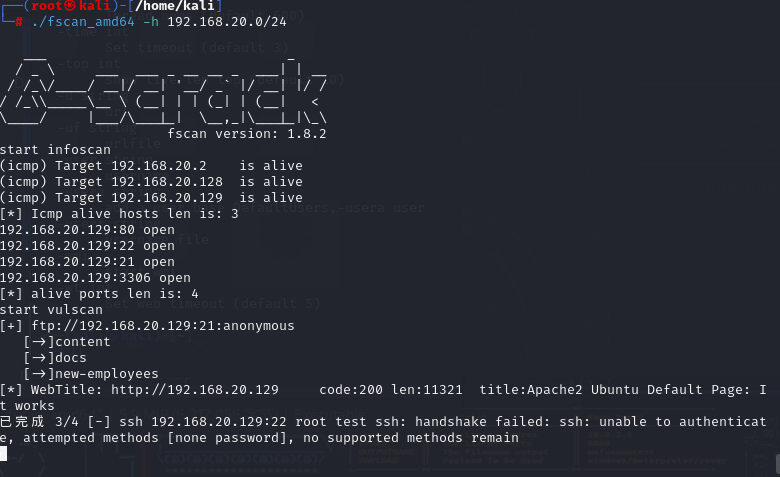 (root㉿kali)-[/home/kali]
# ./fscan_amd64 -h 192.168.20.0/24
fscan version: 1.8.2
start infoscan
(icmp) Target 192.168.20.2    is alive
(icmp) Target 192.168.20.128  is alive
(icmp) Target 192.168.20.129  is alive
[*] Icmp alive hosts len is: 3
192.168.20.129:80 open
192.168.20.129:22 open
192.168.20.129:21 open
192.168.20.129:3306 open
[*] alive ports len is: 4
start vulscan
[+] ftp://192.168.20.129:21:anonymous
[→]content
[→]docs
[→]new-employees
[*] WebTitle: http://192.168.20.129     code:200 len:11321  title:Apache2 Ubuntu Default Page: I
t works
已完成 3/4 [-] ssh 192.168.20.129:22 root test ssh: handshake failed: ssh: unable to authenticat
e, attempted methods [none password], no supported methods remain